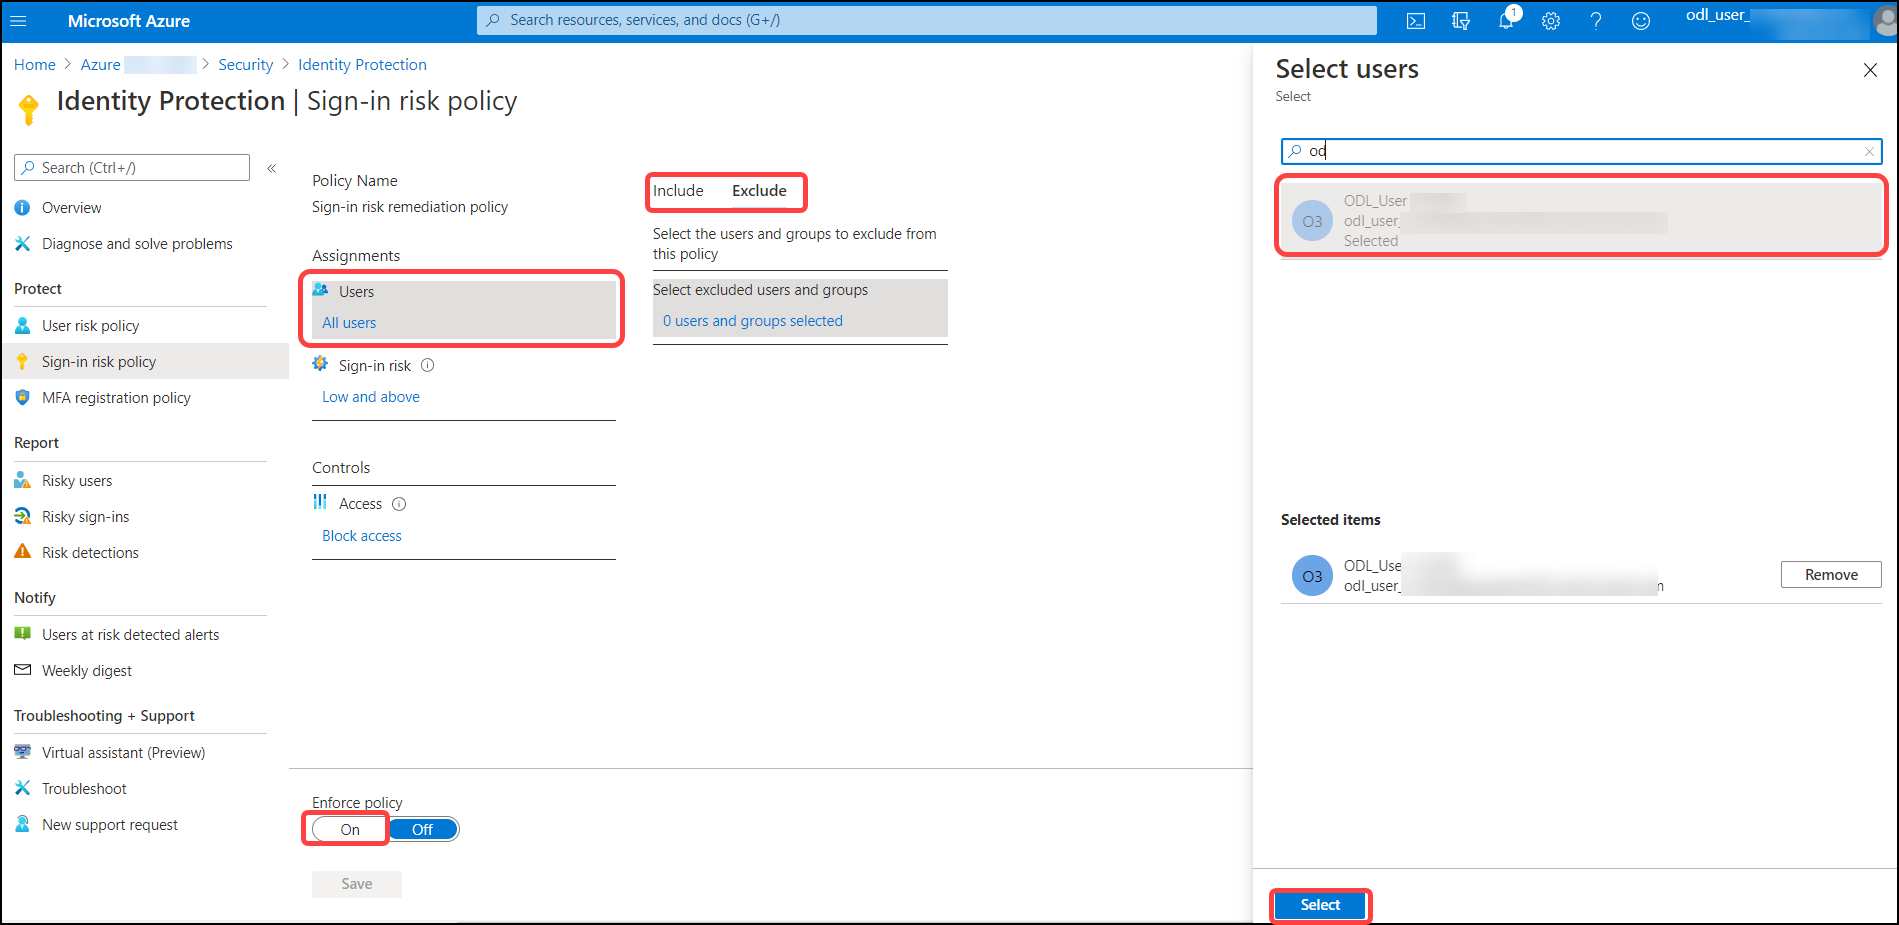 Microsoft Azure
Search resources, services, and docs (G+/)
1
odl_user_
Home > Azure > Security > Identity Protection
Identity Protection | Sign-in risk policy
Search (Ctrl+/)
«
Overview
Diagnose and solve problems
Protect
User risk policy
Sign-in risk policy
MFA registration policy
Report
Risky users
Risky sign-ins
Risk detections
Notify
Users at risk detected alerts
Weekly digest
Troubleshooting + Support
Virtual assistant (Preview)
Troubleshoot
New support request
Policy Name
Sign-in risk remediation policy
Assignments
Users
All users
Sign-in risk
Low and above
Controls
Access
Block access
Include Exclude
Select the users and groups to exclude from
this policy
Select excluded users and groups
0 users and groups selected
Enforce policy
On Off
Save
Select users
Select
od
O3
ODL_User
odl_user_
Selected
Selected items
O3
ODL_Use
odl_user_
Remove
Select